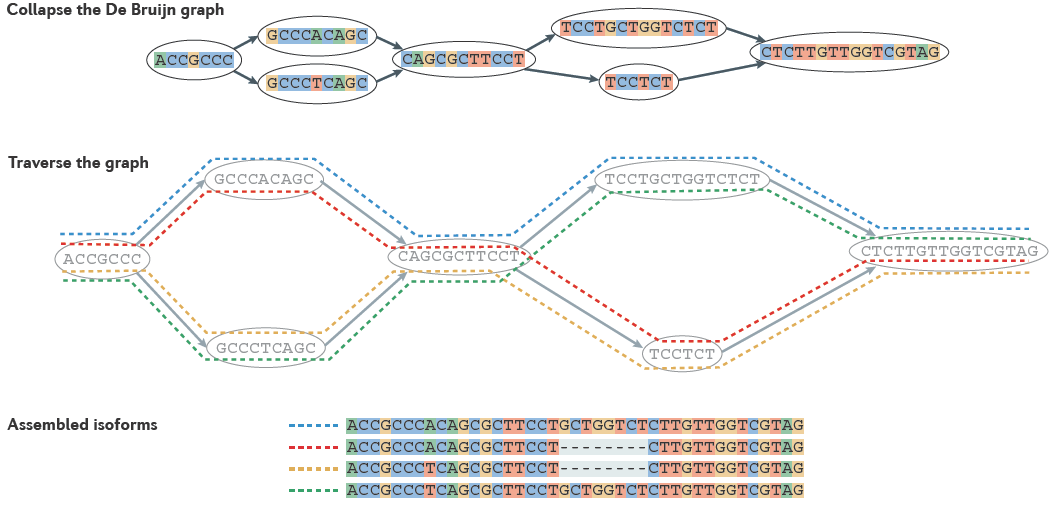 Collapse the De Bruijn graph
TCCTGCTGGTCTCT
GCCCACAGC
CTCTTGTTGGTCGTAG
ACCGCCC
CAGCGCTTCCT
GCCCTCAGC
TCCTCT
Traverse the graph
GCCCACAGC
TCCTGCTGGTCTCT
ACCGCCC
CAGCGCTTCCT
CTCTTGTTGGTCGTAG
GCCCTCAGC
TCCTCT
Assembled isoforms
ACCGCCCACAGCGCTTCCTGCTGGTCTCTTGTTGGTCGTAG
ACCGCCCACAGCGCTTCCT--------CTTGTTGGTCGTAG
ACCGCCCTCAGCGCTTCCT--------CTTGTTGGTCGTAG
ACCGCCCTCAGCGCTTCCTGCTGGTCTCTTGTTGGTCGTAG